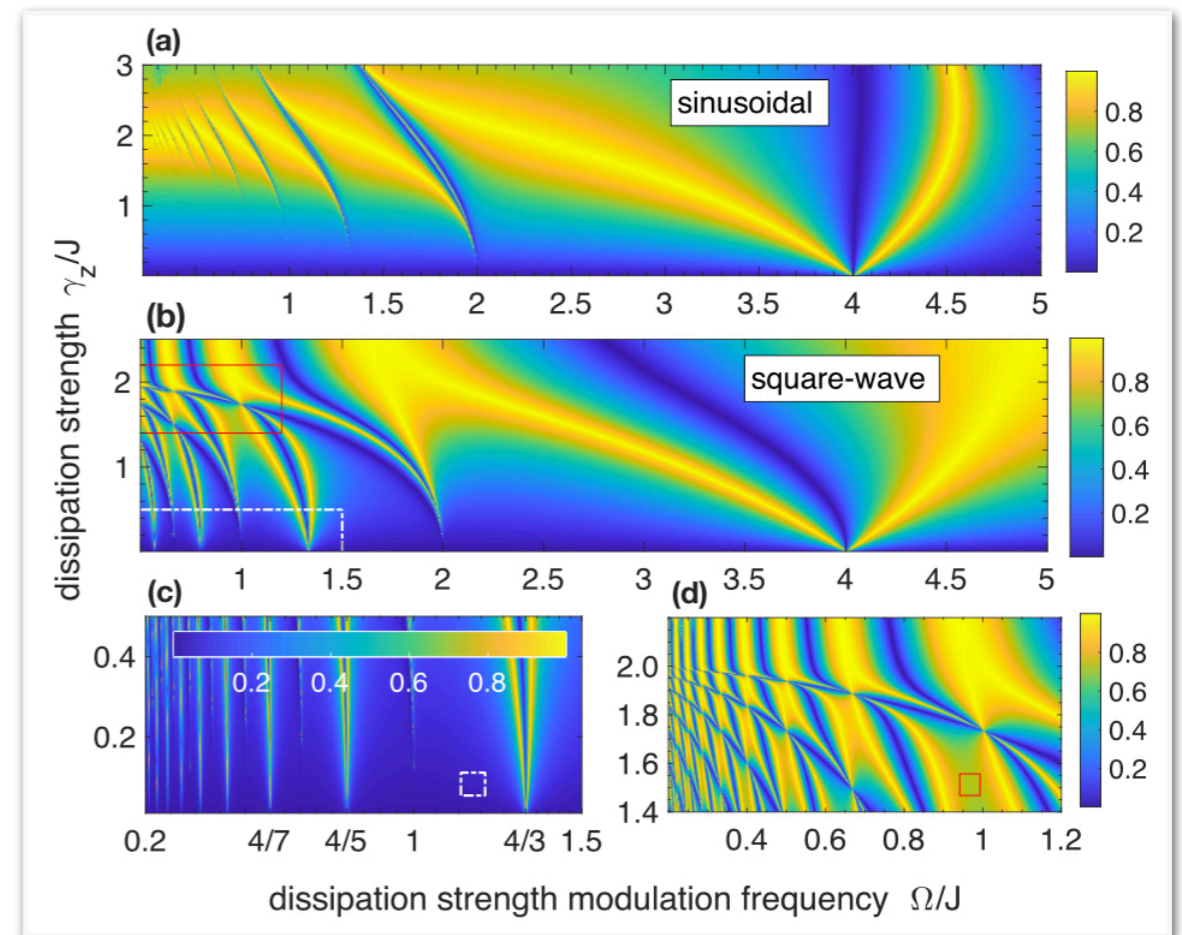 (a)
3
2
1
sinusoidal
0.8
0.6
0.4
0.2
1 1.5 2 2.5 3 3.5 4 4.5 5
dissipation strength γz/J
(b)
2
1
square-wave
0.8
0.6
0.4
0.2
1 1.5 2 2.5 3 3.5 4 4.5 5
(c)
0.4
0.2
0.2 0.4 0.6 0.8
0.2 4/7 4/5 1 4/3 1.5
(d)
2.0
1.8
1.6
1.4
0.8
0.6
0.4
0.2
0.4 0.6 0.8 1 1.2
dissipation strength modulation frequency Ω/J